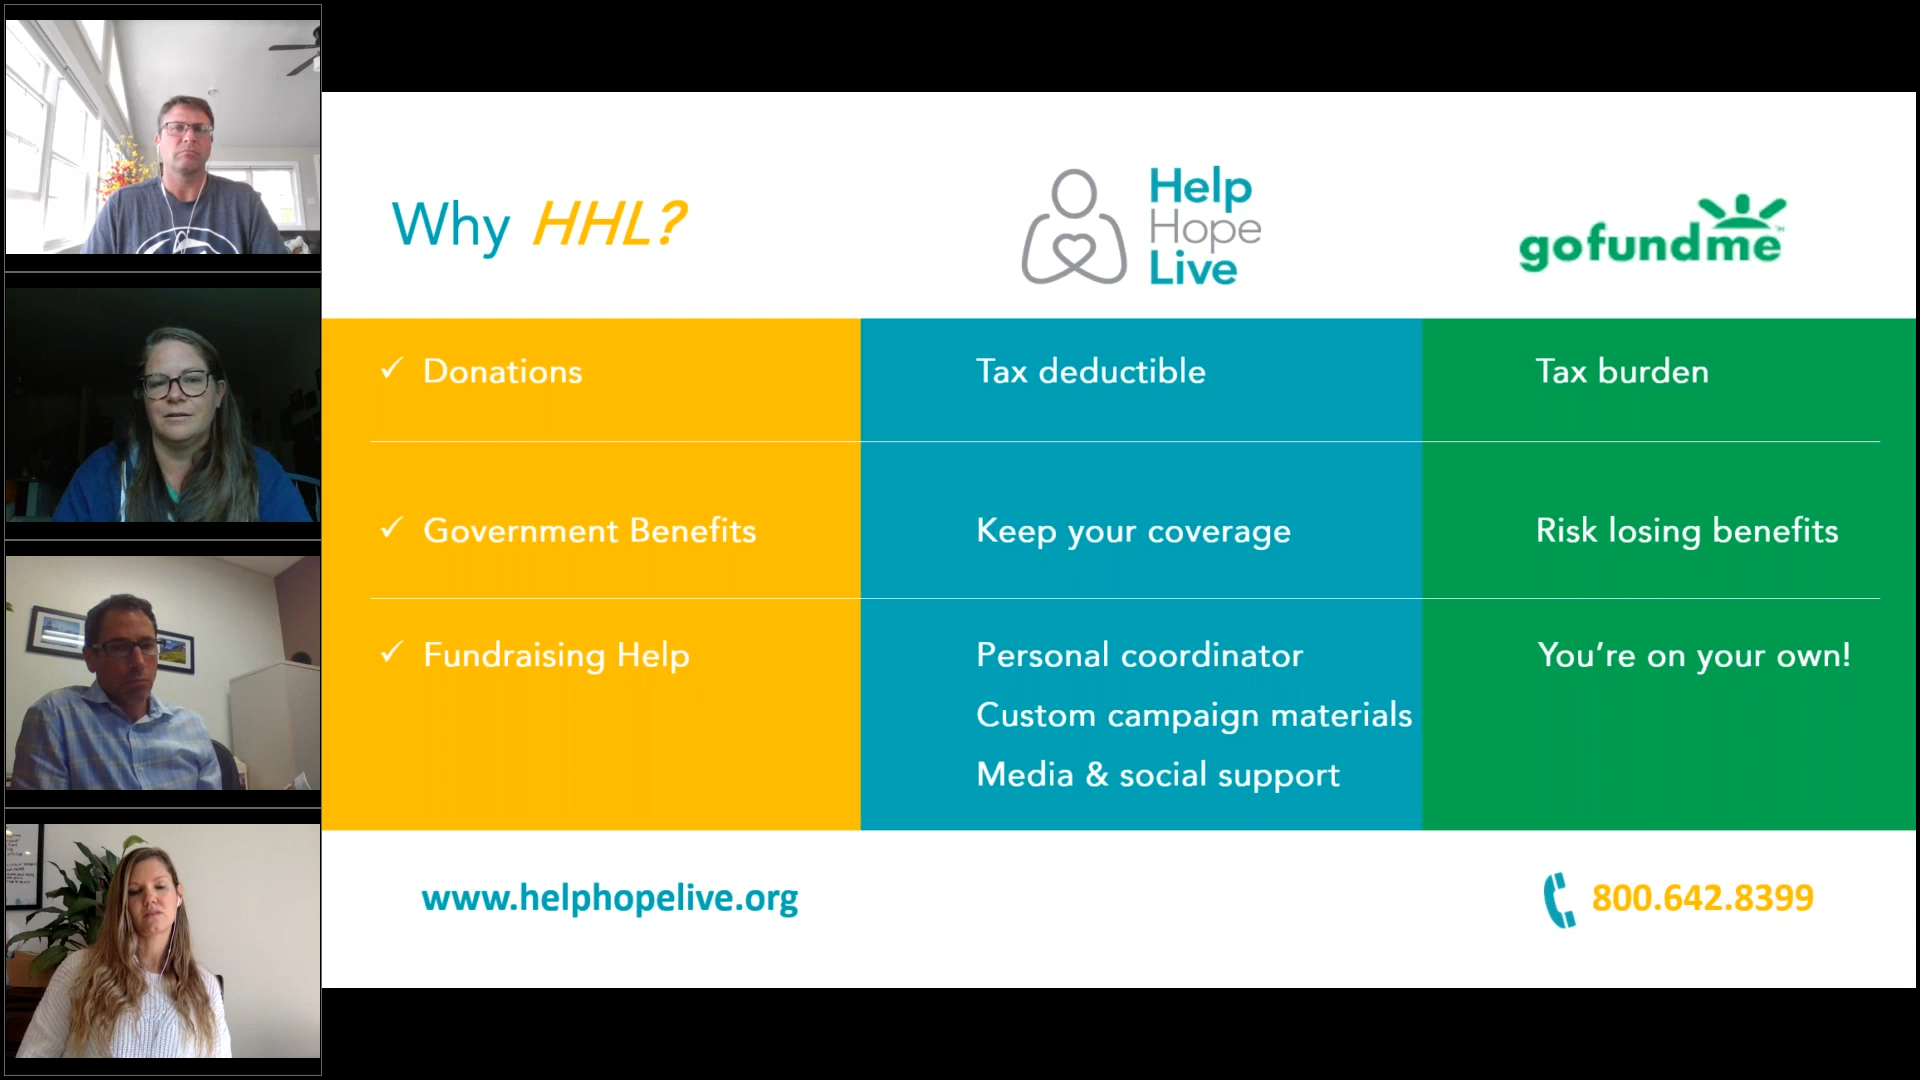 Why HHL?
Help
Hope
Live
gofundme
✓ Donations
Tax deductible
Tax burden
✓ Government Benefits
Keep your coverage
Risk losing benefits
✓ Fundraising Help
Personal coordinator
You're on your own!
Custom campaign materials
Media & social support
www.helphopelive.org
800.642.8399